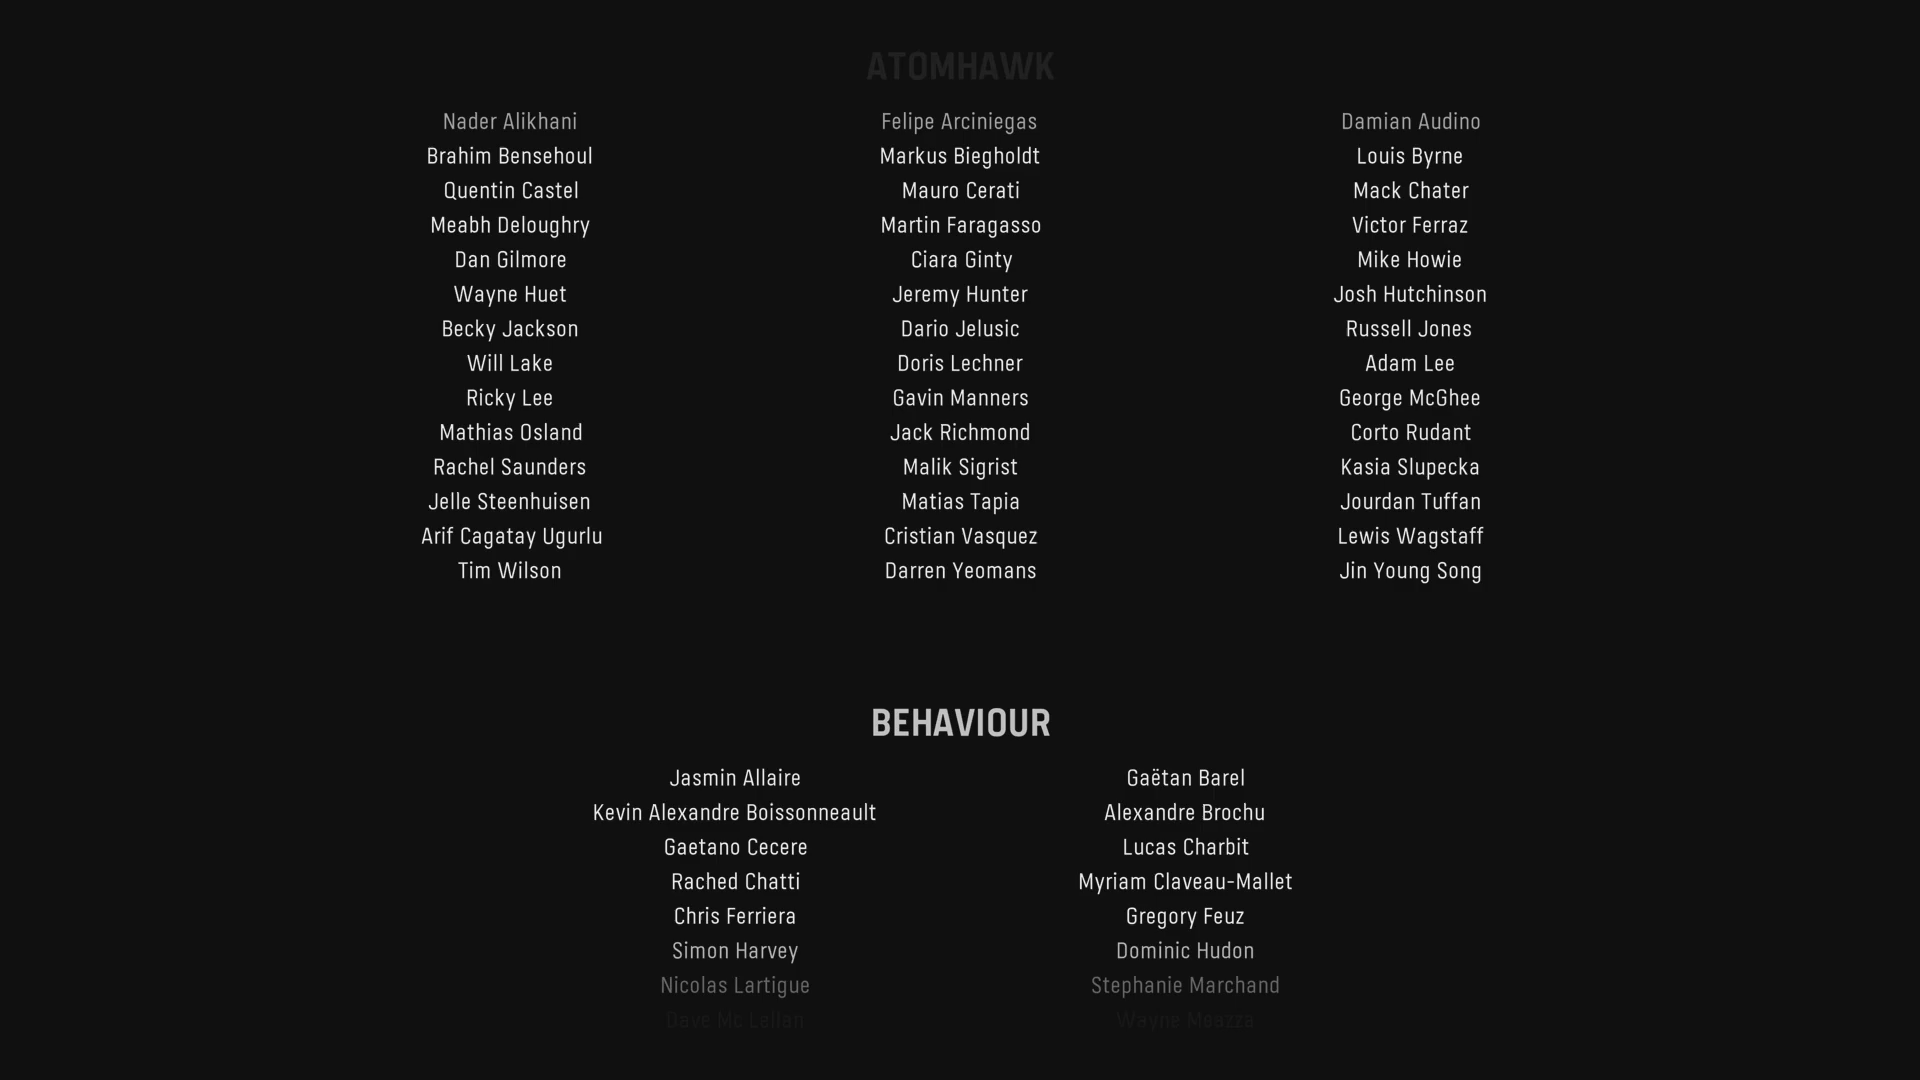 ATOMHAWK
Nader Alikhani Felipe Arciniegas Damian Audino
Brahim Bensehoul Markus Biegholdt Louis Byrne
Quentin Castel Mauro Cerati Mack Chater
Meabh Deloughry Martin Faragasso Victor Ferraz
Dan Gilmore Ciara Ginty Mike Howie
Wayne Huet Jeremy Hunter Josh Hutchinson
Becky Jackson Dario Jelusic Russell Jones
Will Lake Doris Lechner Adam Lee
Ricky Lee Gavin Manners George McGhee
Mathias Osland Jack Richmond Corto Rudant
Rachel Saunders Malik Sigrist Kasia Slupecka
Jelle Steenhuisen Matias Tapia Jourdan Tuffan
Arif Cagatay Ugurlu Cristian Vasquez Lewis Wagstaff
Tim Wilson Darren Yeomans Jin Young Song
BEHAVIOUR
Jasmin Allaire Gaëtan Barel
Kevin Alexandre Boissonneault Alexandre Brochu
Gaetano Cecere Lucas Charbit
Rached Chatti Myriam Claveau-Mallet
Chris Ferriera Gregory Feuz
Simon Harvey Dominic Hudon
Nicolas Lartigue Stephanie Marchand
Dave Mc Lellan Wayne Meazza